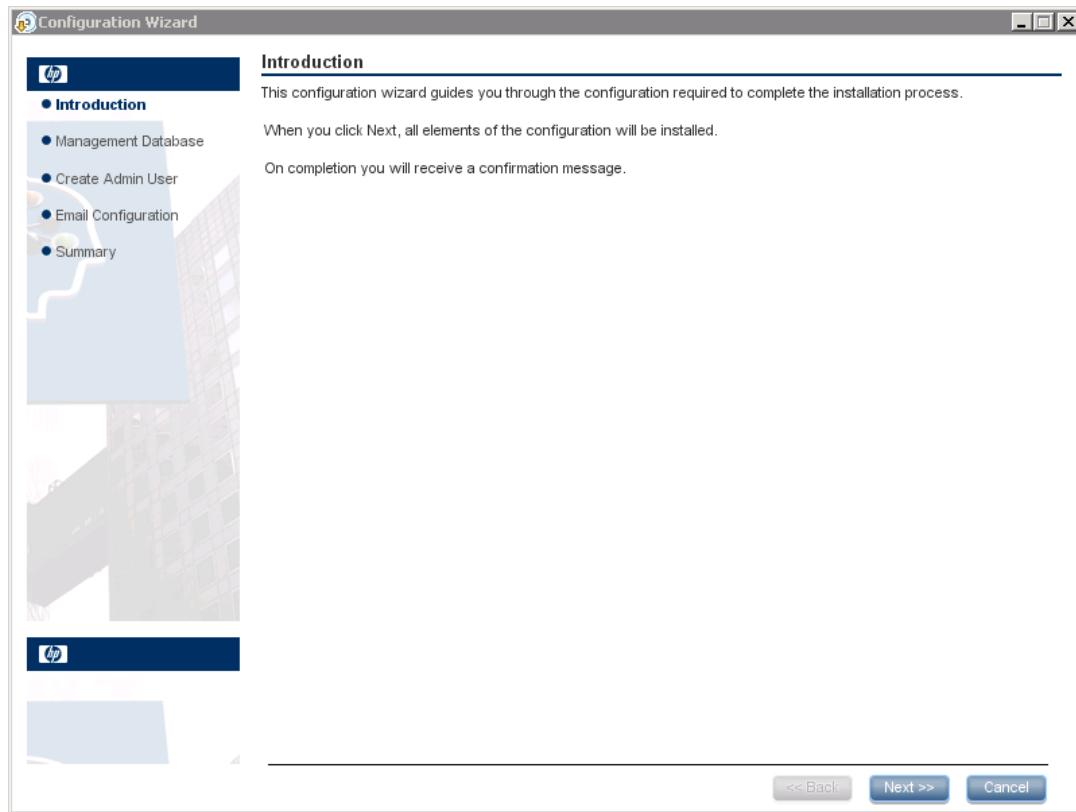 Configuration Wizard
hp
Introduction
Management Database
Create Admin User
Email Configuration
Summary
hp
Introduction
This configuration wizard guides you through the configuration required to complete the installation process.
When you click Next, all elements of the configuration will be installed.
On completion you will receive a confirmation message.
<< Back
Next >>
Cancel